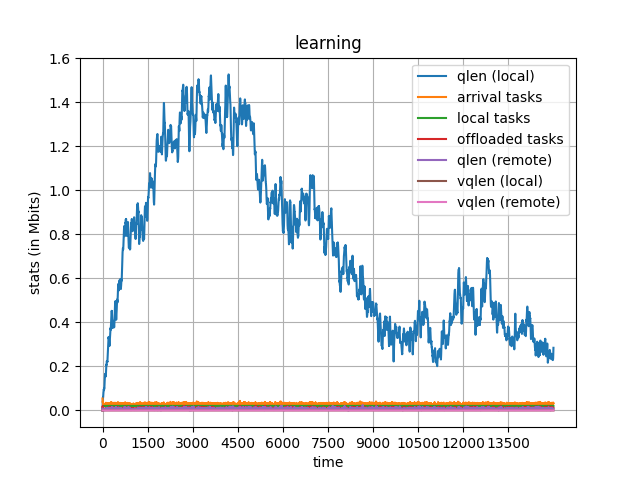 learning
stats (in Mbits)
1.6
1.4
1.2
1.0
0.8
0.6
0.4
0.2
0.0
qlen (local)
arrival tasks
local tasks
offloaded tasks
qlen (remote)
vqlen (local)
vqlen (remote)
0 1500 3000 4500 6000 7500 9000 10500 12000 13500
time